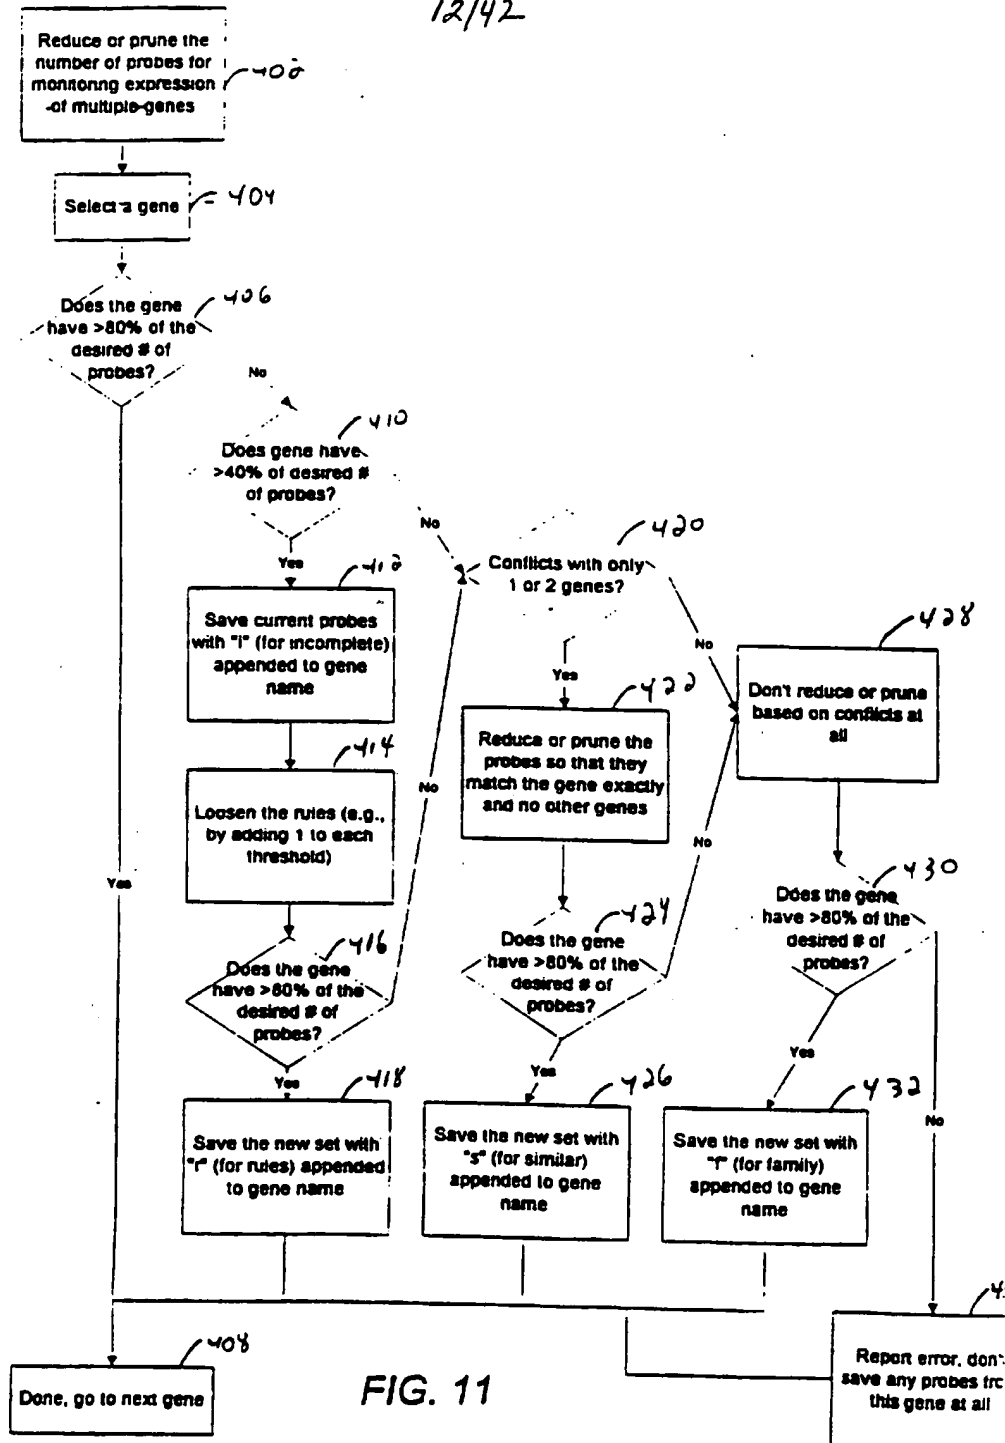 12/42
Reduce or prune the
number of probes for
monitoring expression
-of multiple-genes
402
Select a gene
404
Does the gene
have >80% of the
desired # of
probes?
406
No
Does gene have
>40% of desired #
of probes?
410
No
Yes
Conflicts with only
1 or 2 genes?
420
412
Save current probes
with "i" (for incomplete)
appended to gene
name
No
428
Don't reduce or prune
based on conflicts at
all
Yes
422
Reduce or prune the
probes so that they
match the gene exactly
and no other genes
414
Loosen the rules (e.g.,
by adding 1 to each
threshold)
No
No
Yes
430
Does the gene
have >80% of the
desired # of
probes?
416
Does the gene
have >80% of the
desired # of
probes?
424
Does the gene
have >80% of the
desired # of
probes?
Yes
Yes
Yes
No
418
Save the new set with
"r" (for rules) appended
to gene name
426
Save the new set with
"s" (for similar)
appended to gene
name
432
Save the new set with
"f" (for family)
appended to gene
name
408
Done, go to next gene
FIG. 11
Report error, don't
save any probes
this gene at all